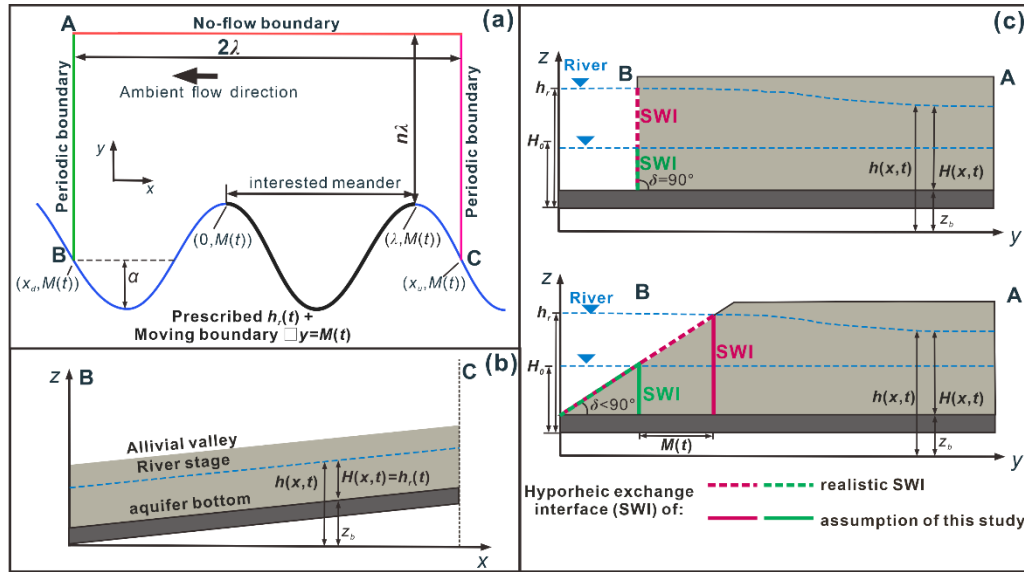 (a)
A
No-flow boundary
2λ
Ambient flow direction
Periodic boundary
nλ
Periodic boundary
y
x
interested meander
(0,M(t))
(λ,M(t))
B
C
α
(x_d,M(t))
(x_u,M(t))
Prescribed h_r(t) +
Moving boundary □y=M(t)
(b)
z
B
C
Allivial valley
River stage
h(x,t)
H(x,t)=h_r(t)
aquifer bottom
z_b
x
(c)
z
River
B
A
h_r
SWI
H_0
SWI
δ=90°
h(x,t)
H(x,t)
z_b
y
z
River
B
A
h_r
SWI
H_0
SWI
δ<90°
h(x,t)
H(x,t)
M(t)
z_b
y
Hyporheic exchange
interface (SWI) of:
realistic SWI
assumption of this study